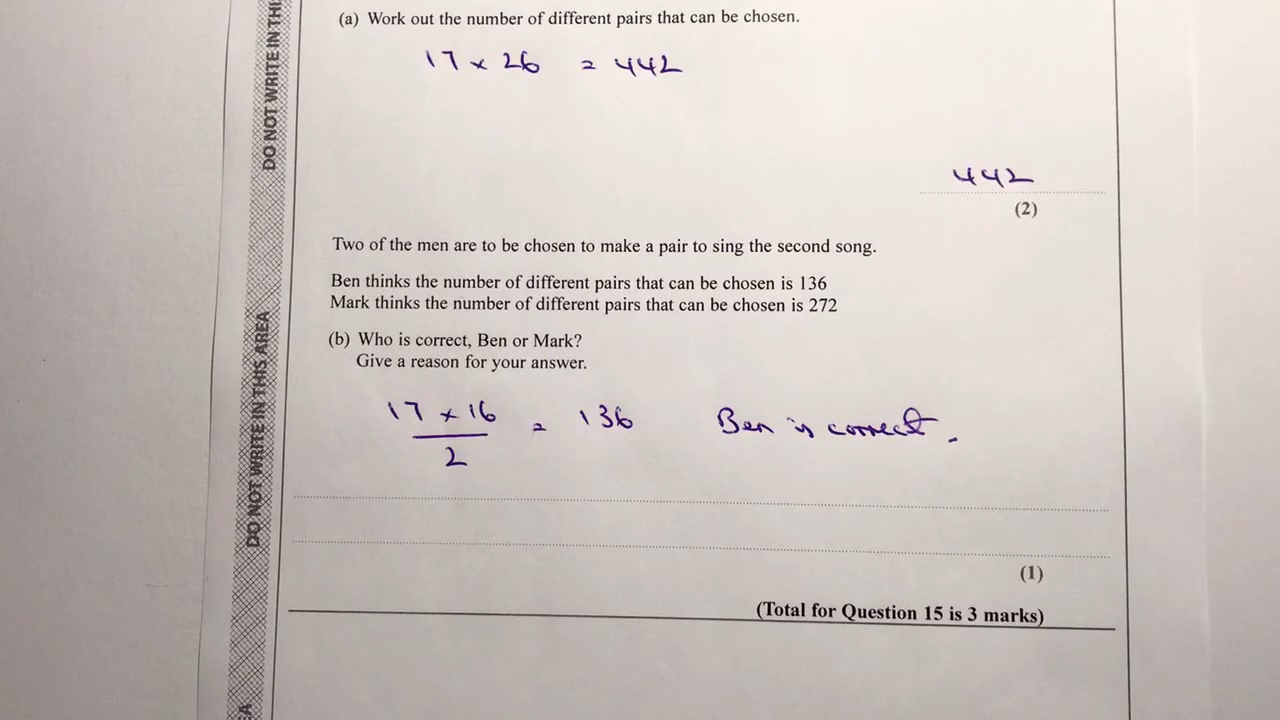 DO NOT WRITE IN THI
(a) Work out the number of different pairs that can be chosen.
17 × 26 = 442
442
(2)
Two of the men are to be chosen to make a pair to sing the second song.
Ben thinks the number of different pairs that can be chosen is 136
Mark thinks the number of different pairs that can be chosen is 272
DO NOT WRITE IN THIS AREA
(b) Who is correct, Ben or Mark?
Give a reason for your answer.
17 × 16
2
= 136 Ben is correct.
(1)
(Total for Question 15 is 3 marks)
EA